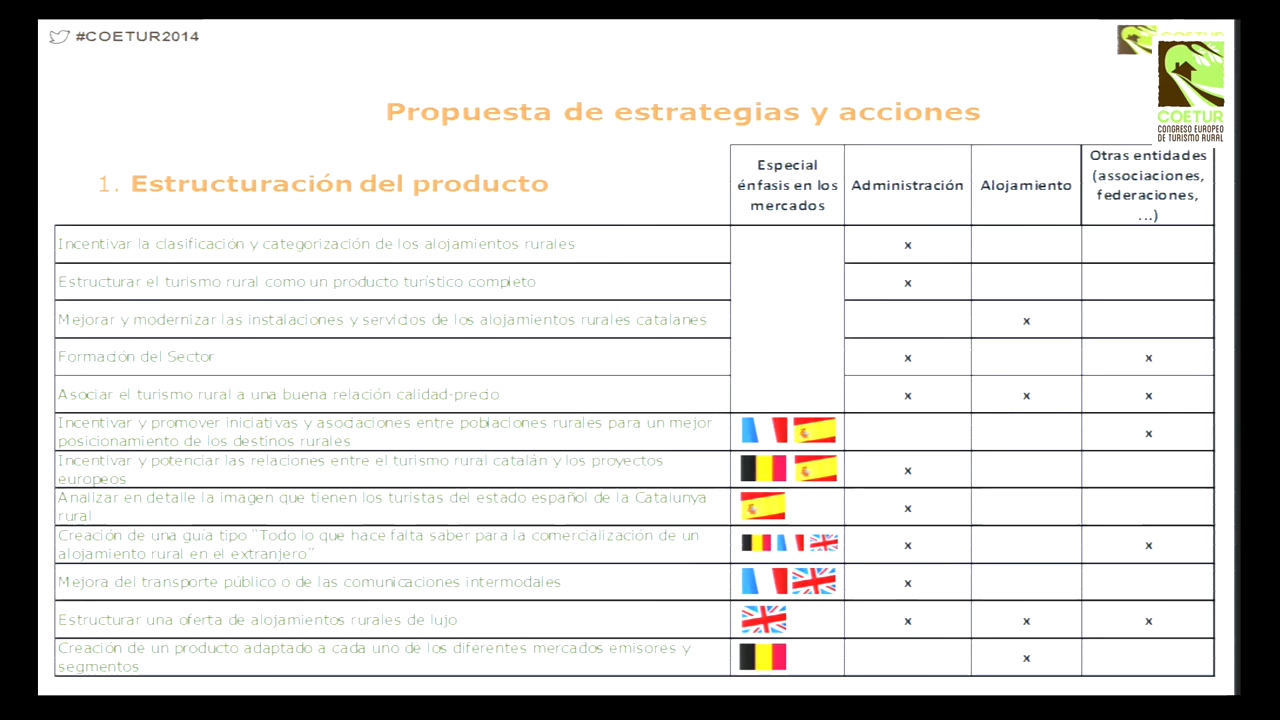 #COETUR2014
COETUR
CONGRESO EUROPEO
DE TURISMO RURAL
Propuesta de estrategias y acciones
1. Estructuración del producto
Especial
énfasis en los
mercados
Administración
Alojamiento
Otras entidades
(asociaciones,
federaciones,
...)
Incentivar la clasificación y categorización de los alojamientos rurales
x
Estructurar el turismo rural como un producto turístico completo
x
Mejorar y modernizar las instalaciones y servicios de los alojamientos rurales catalanes
x
Formación del Sector
x
x
Asociar el turismo rural a una buena relación calidad-precio
x
x
x
Incentivar y promover iniciativas y asociaciones entre poblaciones rurales para un mejor
posicionamiento de los destinos rurales
x
Incentivar y potenciar las relaciones entre el turismo rural catalán y los proyectos
europeos
x
Analizar en detalle la imagen que tienen los turistas del estado español de la Catalunya
rural
x
Creación de una guía tipo "Todo lo que hace falta saber para la comercialización de un
alojamiento rural en el extranjero"
x
x
Mejora del transporte público o de las comunicaciones intermodales
x
Estructurar una oferta de alojamientos rurales de lujo
x
x
x
Creación de un producto adaptado a cada uno de los diferentes mercados emisores y
segmentos
x